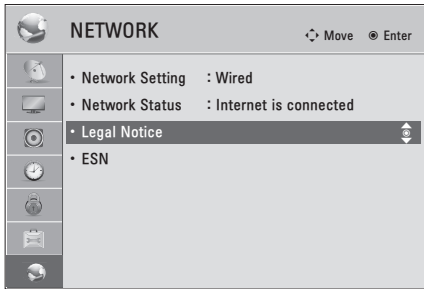 NETWORK Move Enter
• Network Setting : Wired
• Network Status : Internet is connected
• Legal Notice
• ESN